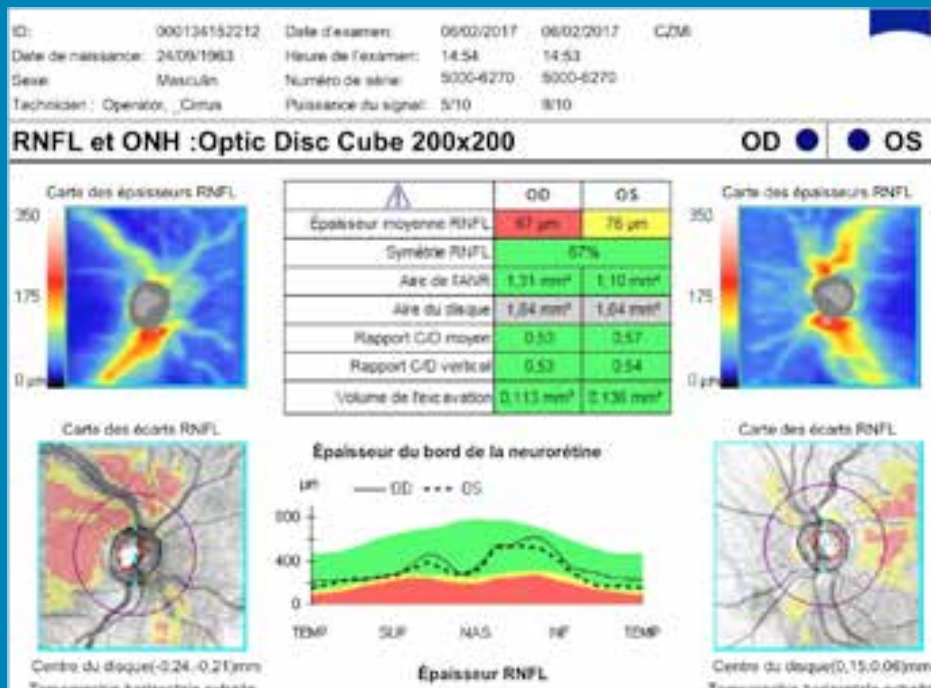 ID: 000134152212 Date d'examen: 06/02/2017 06/02/2017 CZMI
Date de naissance: 24/09/1963 Heure de l'examen: 14:54 14:53
Sexe: Masculin Numéro de série: 5000-6270 5000-6270
Technicien : Operator, _Cirrus Puissance du signal: 5/10 8/10
RNFL et ONH :Optic Disc Cube 200x200 OD OS
Carte des épaisseurs RNFL
350
175
0 µm
OD OS
Épaisseur moyenne RNFL 67 µm 76 µm
Symétrie RNFL 67%
Aire de l'ANR 1,31 mm² 1,10 mm²
Aire du disque 1,84 mm² 1,64 mm²
Rapport C/D moyen 0,53 0,57
Rapport C/D vertical 0,53 0,54
Volume de l'excavation 0,113 mm³ 0,136 mm³
Carte des épaisseurs RNFL
350
175
0 µm
Carte des écarts RNFL
Centre du disque(-0,24,-0,21)mm
Épaisseur du bord de la neurorétine
µm OD OS
800
400
0
TEMP SUP NAS INF TEMP
Épaisseur RNFL
Carte des écarts RNFL
Centre du disque(0,15,0,06)mm